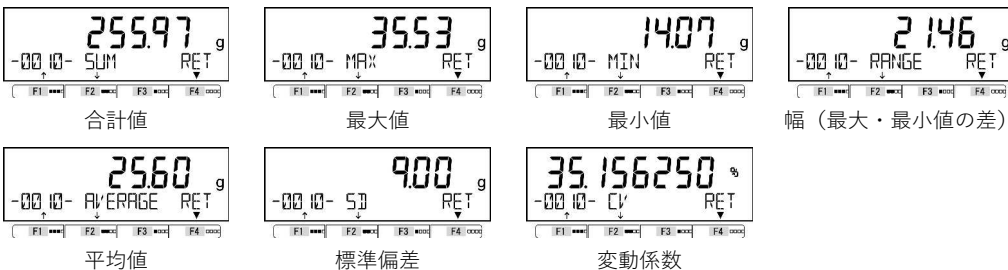 255.97 g
-0010- SUM RET
F1 F2 F3 F4
合計値
35.53 g
-0010- MAX RET
F1 F2 F3 F4
最大値
14.07 g
-0010- MIN RET
F1 F2 F3 F4
最小値
21.46 g
-0010- RANGE RET
F1 F2 F3 F4
幅（最大・最小値の差）
25.60 g
-0010- AVERAGE RET
F1 F2 F3 F4
平均値
9.00 g
-0010- SD RET
F1 F2 F3 F4
標準偏差
35.156250 %
-0010- CV RET
F1 F2 F3 F4
変動係数